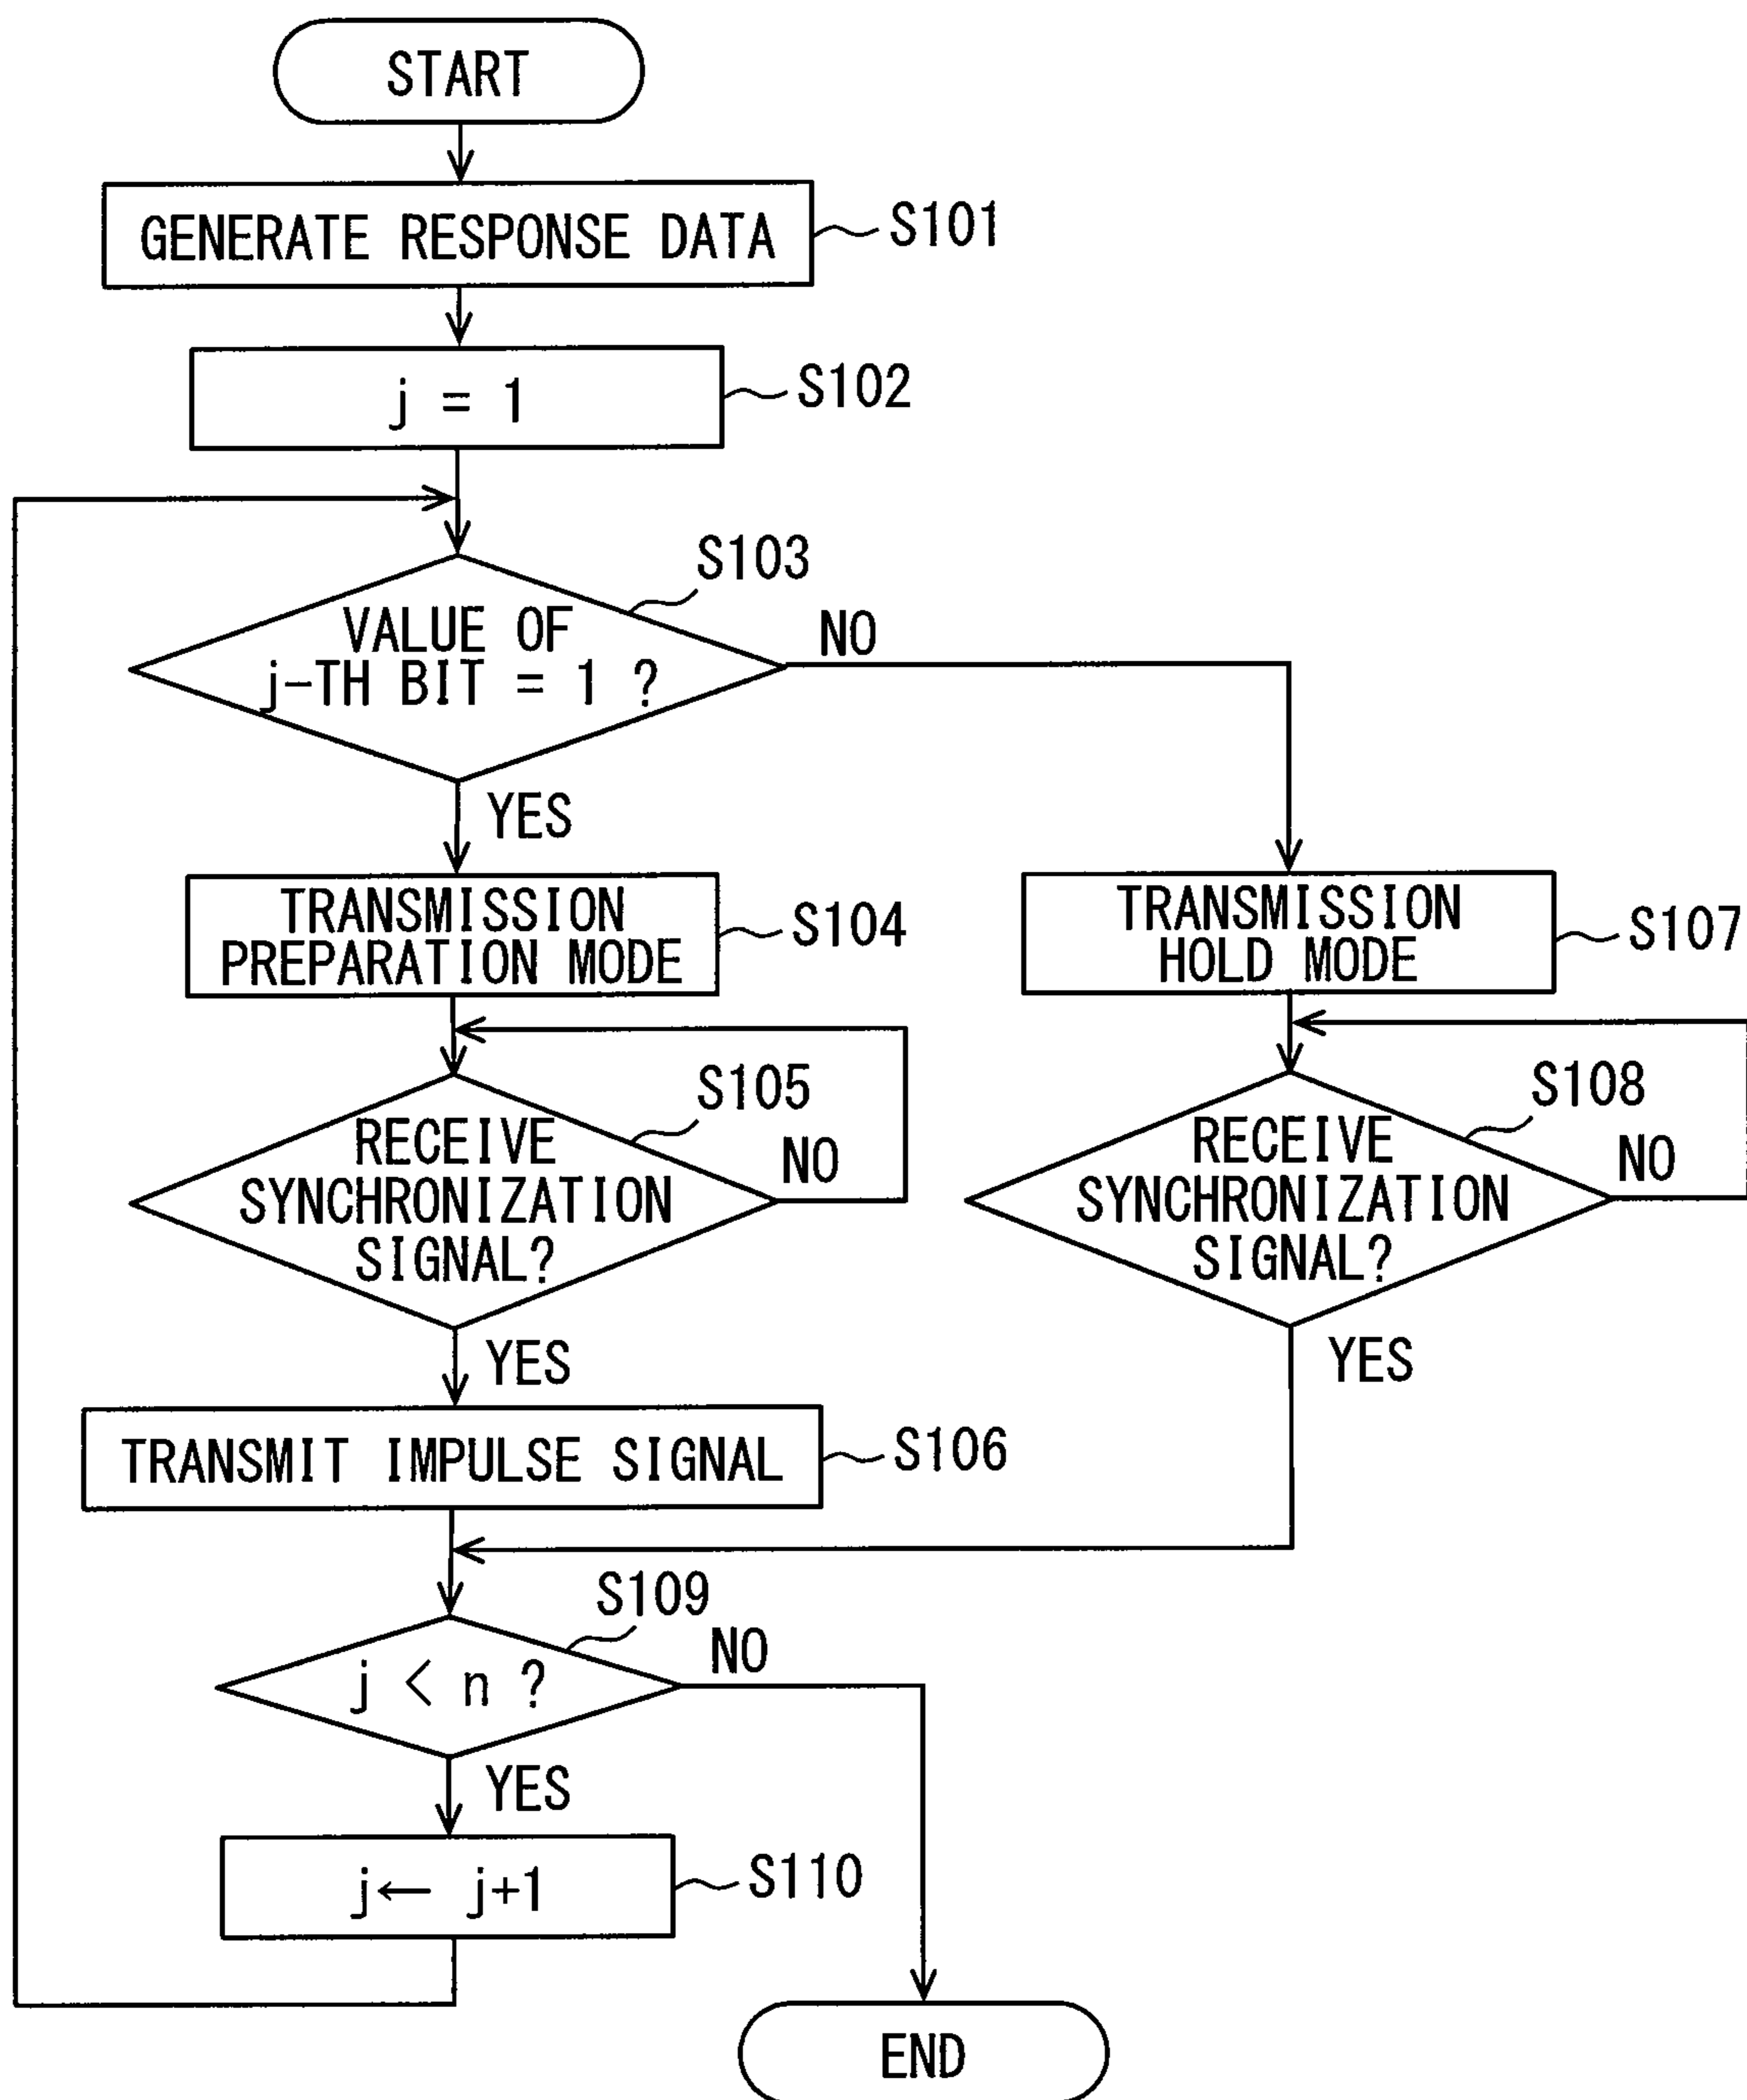 START
GENERATE RESPONSE DATA
S101
j = 1
S102
S103
VALUE OF
j-TH BIT = 1 ?
NO
YES
TRANSMISSION
PREPARATION MODE
S104
TRANSMISSION
HOLD MODE
S107
S105
RECEIVE
SYNCHRONIZATION
SIGNAL?
NO
YES
S108
RECEIVE
SYNCHRONIZATION
SIGNAL?
NO
YES
TRANSMIT IMPULSE SIGNAL
S106
S109
j < n ?
NO
YES
j← j+1
S110
END